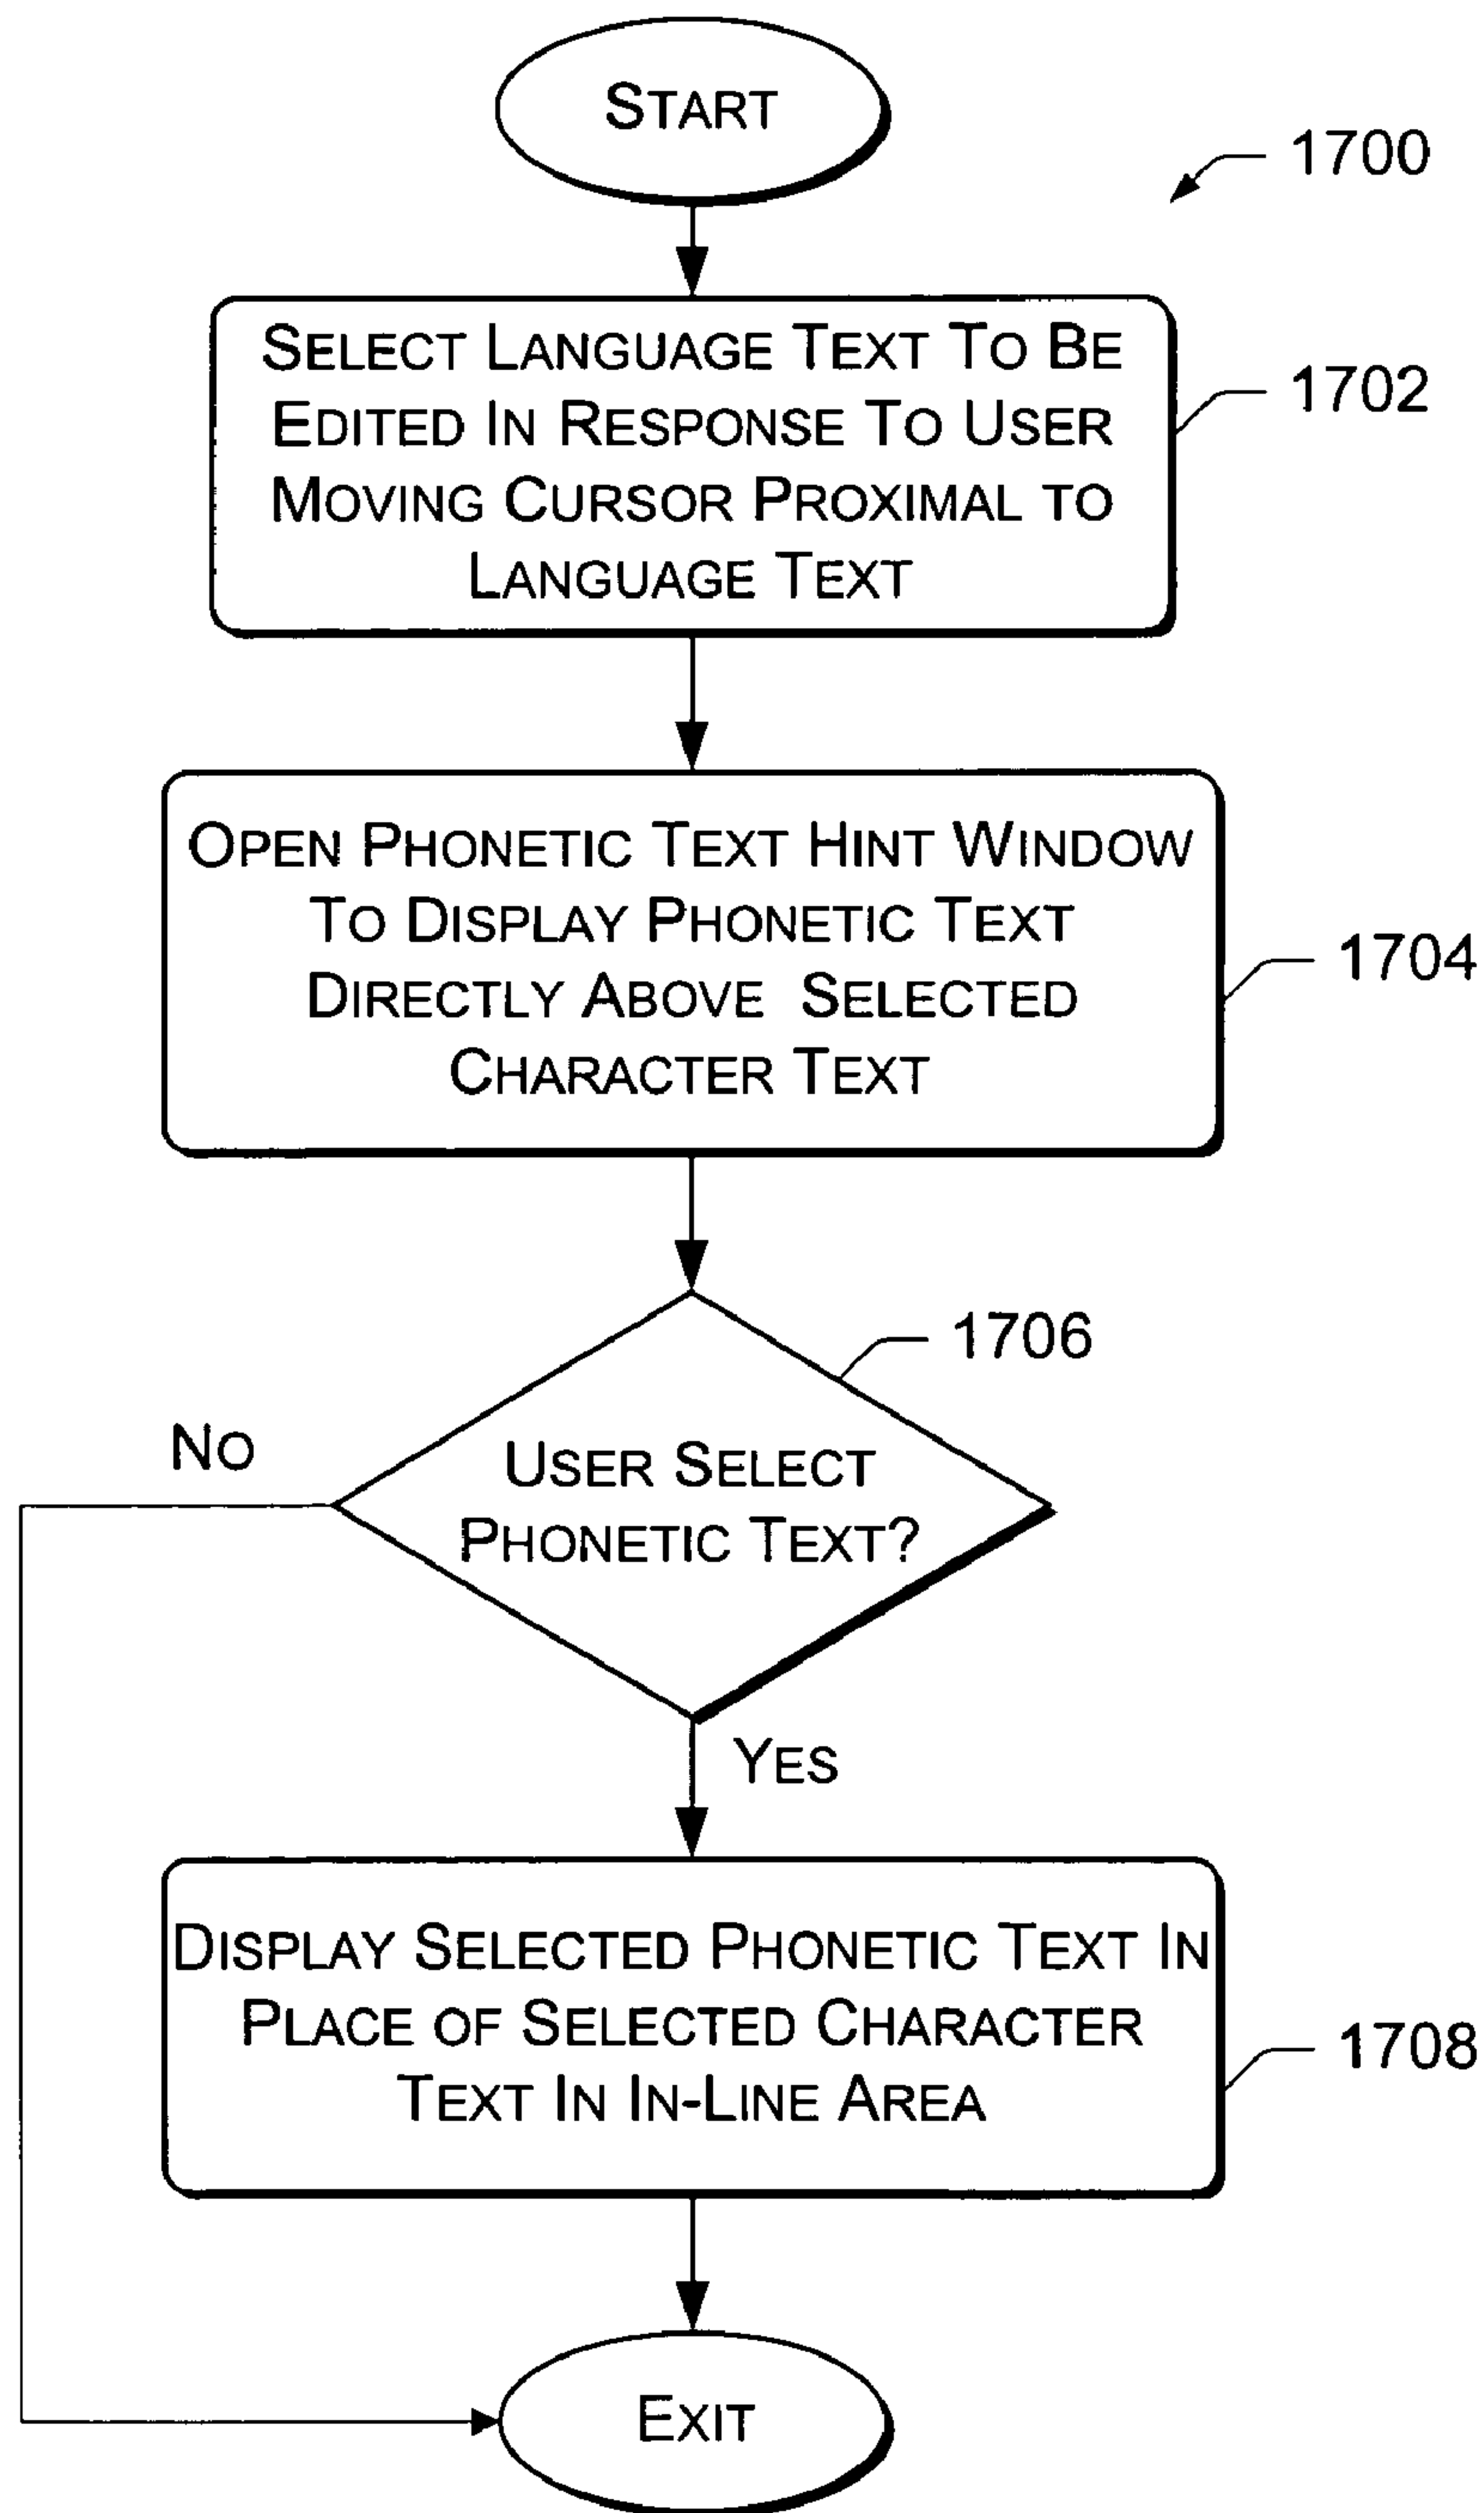 START
1700
SELECT LANGUAGE TEXT TO BE
EDITED IN RESPONSE TO USER
MOVING CURSOR PROXIMAL TO
LANGUAGE TEXT
1702
OPEN PHONETIC TEXT HINT WINDOW
TO DISPLAY PHONETIC TEXT
DIRECTLY ABOVE SELECTED
CHARACTER TEXT
1704
1706
NO
USER SELECT
PHONETIC TEXT?
YES
DISPLAY SELECTED PHONETIC TEXT IN
PLACE OF SELECTED CHARACTER
TEXT IN IN-LINE AREA
1708
EXIT